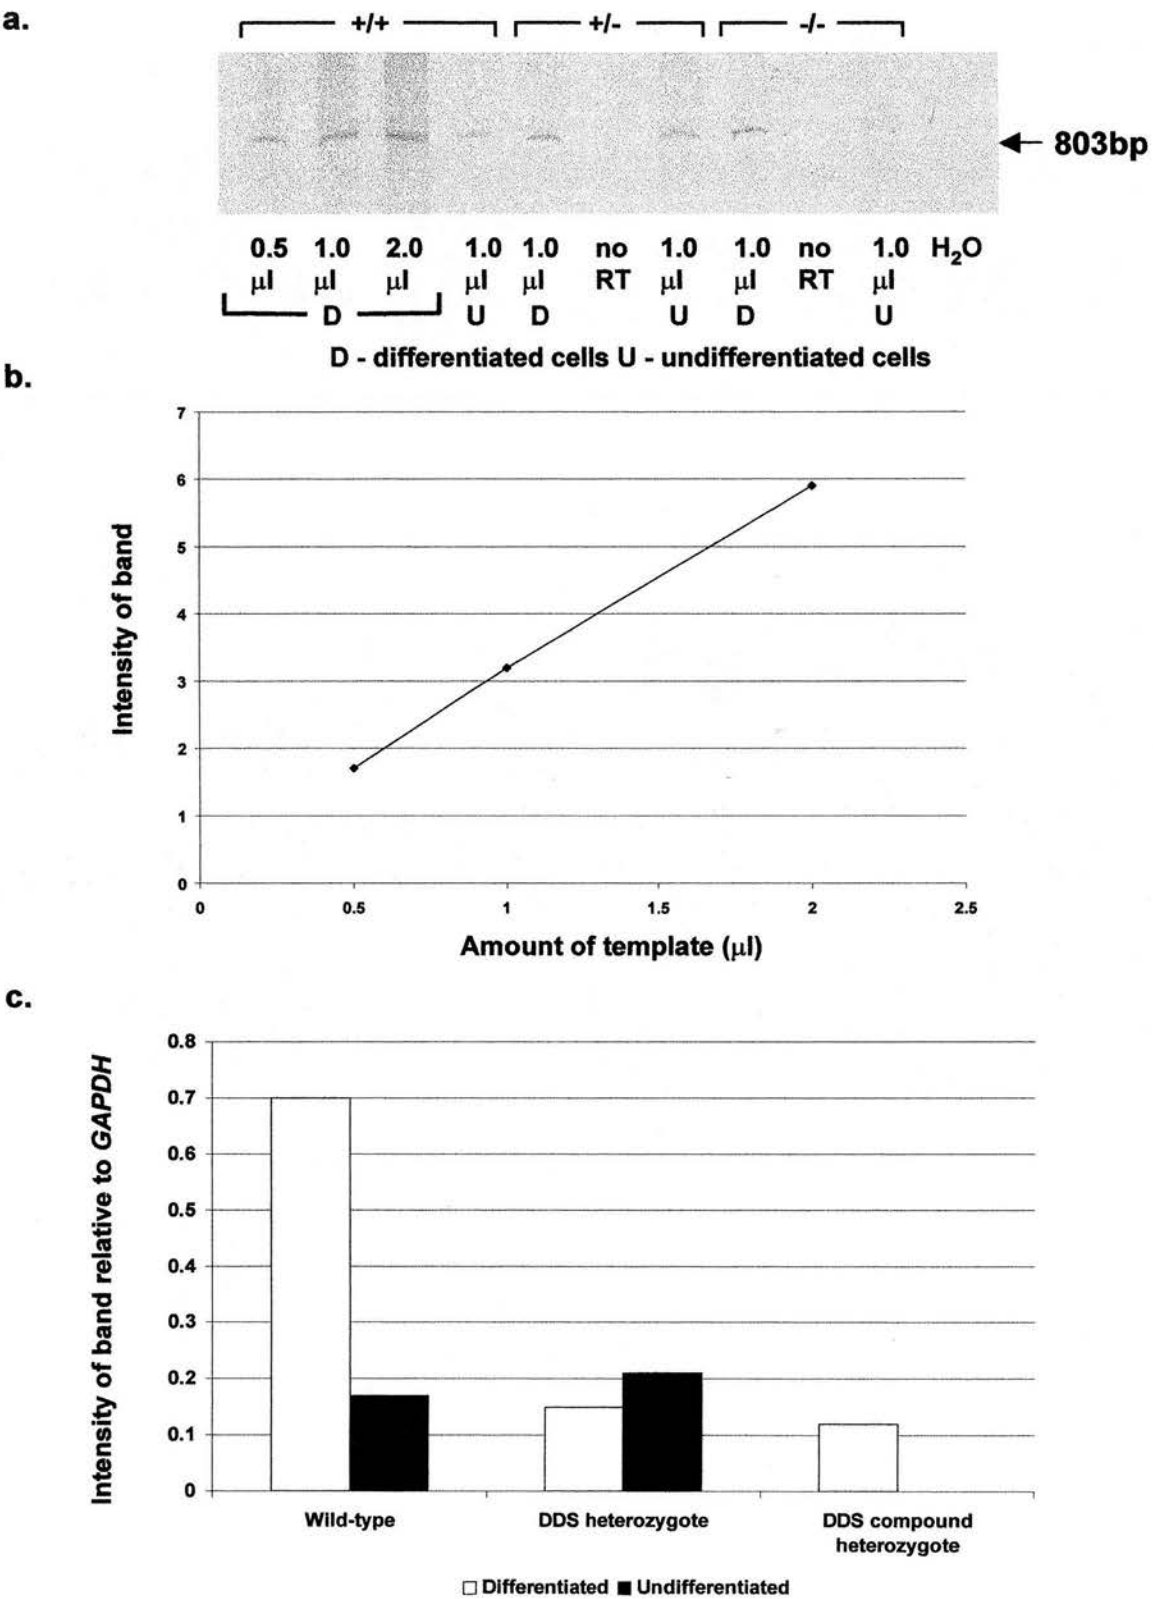 a.
+/+ +/- -/-
803bp
0.5 1.0 2.0 1.0 1.0 no 1.0 1.0 no 1.0 H₂O
µl µl µl µl µl RT µl µl RT µl
D U D U D U
D - differentiated cells U - undifferentiated cells
b.
7
6
5
4
3
2
1
0
Intensity of band
0 0.5 1 1.5 2 2.5
Amount of template (µl)
c.
0.8
0.7
0.6
0.5
0.4
0.3
0.2
0.1
0
Intensity of band relative to GAPDH
Wild-type DDS heterozygote DDS compound
heterozygote
Differentiated Undifferentiated